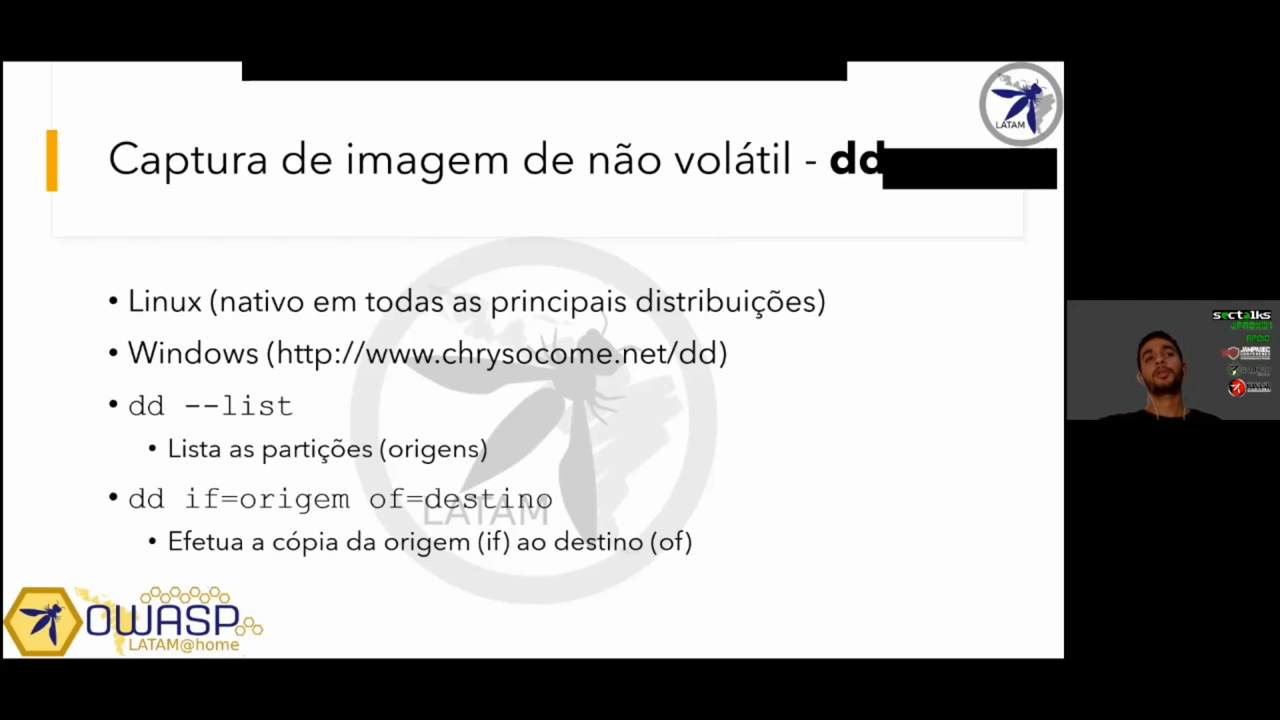 LATAM
Captura de imagem de não volátil - dd
• Linux (nativo em todas as principais distribuições)
• Windows (http://www.chrysocome.net/dd)
• dd --list
• Lista as partições (origens)
• dd if=origem of=destino
• Efetua a cópia da origem (if) ao destino (of)
LATAM
OWASP
LATAM@home
sectalks
APOIO
JAMPASEC